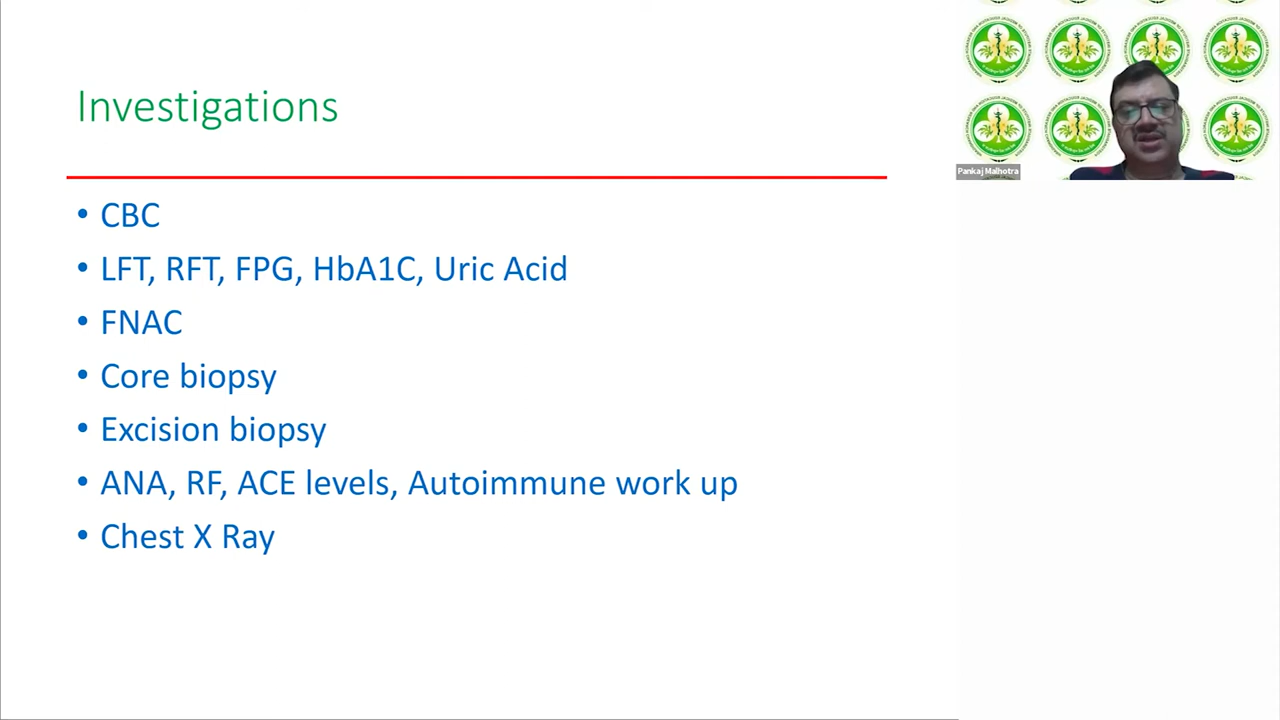 Investigations
• CBC
• LFT, RFT, FPG, HbA1C, Uric Acid
• FNAC
• Core biopsy
• Excision biopsy
• ANA, RF, ACE levels, Autoimmune work up
• Chest X Ray
Pankaj Malhotra